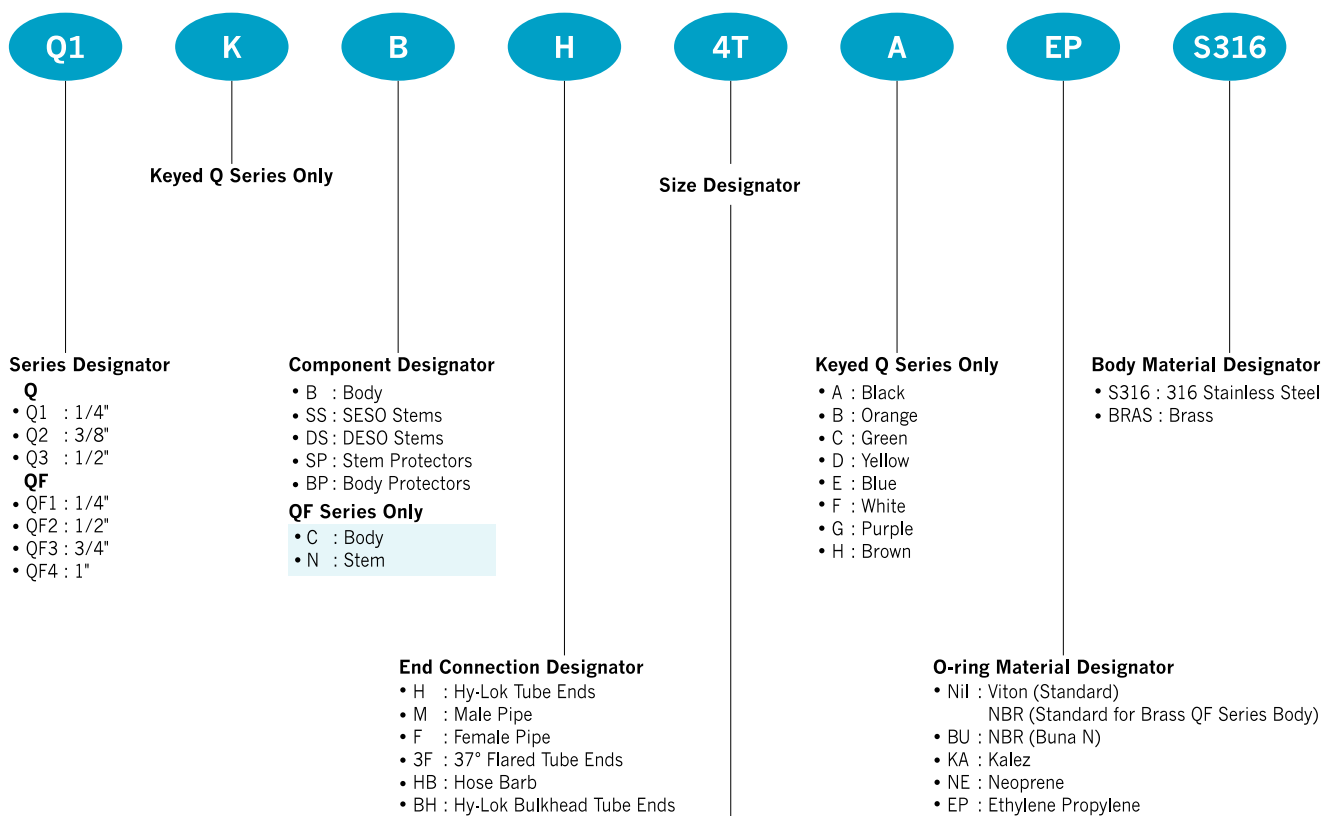 Q1 K B H 4T A EP S316
Keyed Q Series Only
Size Designator
Series Designator
Q
• Q1 : 1/4"
• Q2 : 3/8"
• Q3 : 1/2"
QF
• QF1 : 1/4"
• QF2 : 1/2"
• QF3 : 3/4"
• QF4 : 1"
Component Designator
• B : Body
• SS : SESO Stems
• DS : DESO Stems
• SP : Stem Protectors
• BP : Body Protectors
QF Series Only
• C : Body
• N : Stem
Keyed Q Series Only
• A : Black
• B : Orange
• C : Green
• D : Yellow
• E : Blue
• F : White
• G : Purple
• H : Brown
Body Material Designator
• S316 : 316 Stainless Steel
• BRAS : Brass
End Connection Designator
• H : Hy-Lok Tube Ends
• M : Male Pipe
• F : Female Pipe
• 3F : 37° Flared Tube Ends
• HB : Hose Barb
• BH : Hy-Lok Bulkhead Tube Ends
O-ring Material Designator
• Nil : Viton (Standard)
NBR (Standard for Brass QF Series Body)
• BU : NBR (Buna N)
• KA : Kalez
• NE : Neoprene
• EP : Ethylene Propylene